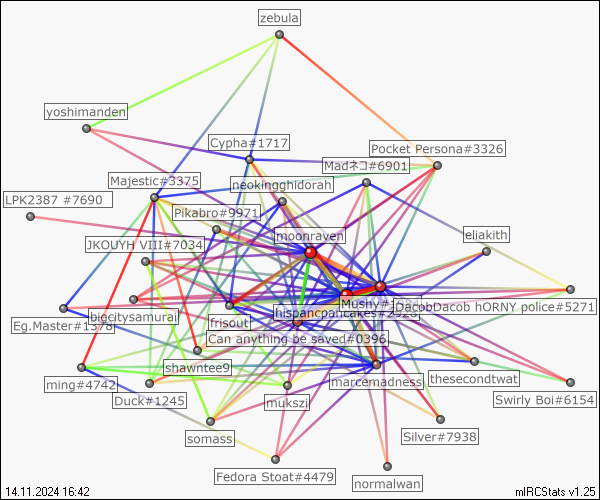 zebula
yoshimanden
Cypha#1717
Pocket Persona#3326
Madネコ#6901
Majestic#3375
neokingghidorah
LPK2387 #7690
Pikabro#9971
moonraven
eliakith
JKOUYH VIII#7034
Mushy#
DacobDacob hORNY police#5271
bigcitysamurai
hispancpancakes#2928
Eg.Master#1378
frisout
Can anything be saved#0396
shawntee9
marcemadness
thesecondtwat
ming#4742
Duck#1245
mukszi
Swirly Boi#6154
somass
Silver#7938
Fedora Stoat#4479
normalwan
14.11.2024 16:42
mIRCStats v1.25